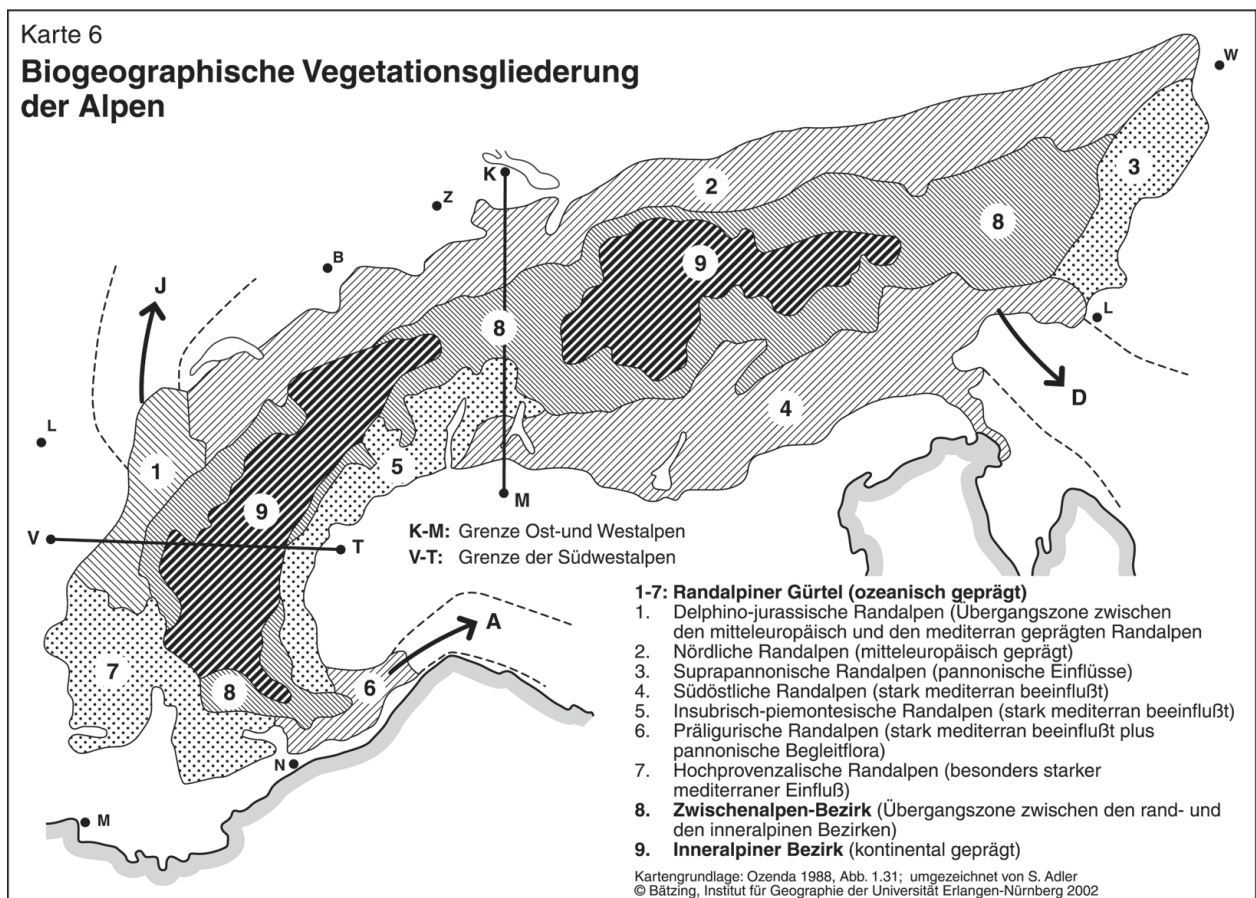 Karte 6
Biogeographische Vegetationsgliederung
der Alpen
W
K
Z
2
3
B
8
9
J
8
L
4
D
L
1
5
9
M
V
T
K-M: Grenze Ost-und Westalpen
V-T: Grenze der Südwestalpen
A
7
8
6
N
M
1-7: Randalpiner Gürtel (ozeanisch geprägt)
1. Delphino-jurassische Randalpen (Übergangszone zwischen
den mitteleuropäisch und den mediterran geprägten Randalpen
2. Nördliche Randalpen (mitteleuropäisch geprägt)
3. Suprapannonische Randalpen (pannonische Einflüsse)
4. Südöstliche Randalpen (stark mediterran beeinflußt)
5. Insubrisch-piemontesische Randalpen (stark mediterran beeinflußt)
6. Präligurische Randalpen (stark mediterran beeinflußt plus
pannonische Begleitflora)
7. Hochprovenzalische Randalpen (besonders starker
mediterraner Einfluß)
8. Zwischenalpen-Bezirk (Übergangszone zwischen den rand- und
den inneralpinen Bezirken)
9. Inneralpiner Bezirk (kontinental geprägt)
Kartengrundlage: Ozenda 1988, Abb. 1.31; umgezeichnet von S. Adler
© Bätzing, Institut für Geographie der Universität Erlangen-Nürnberg 2002